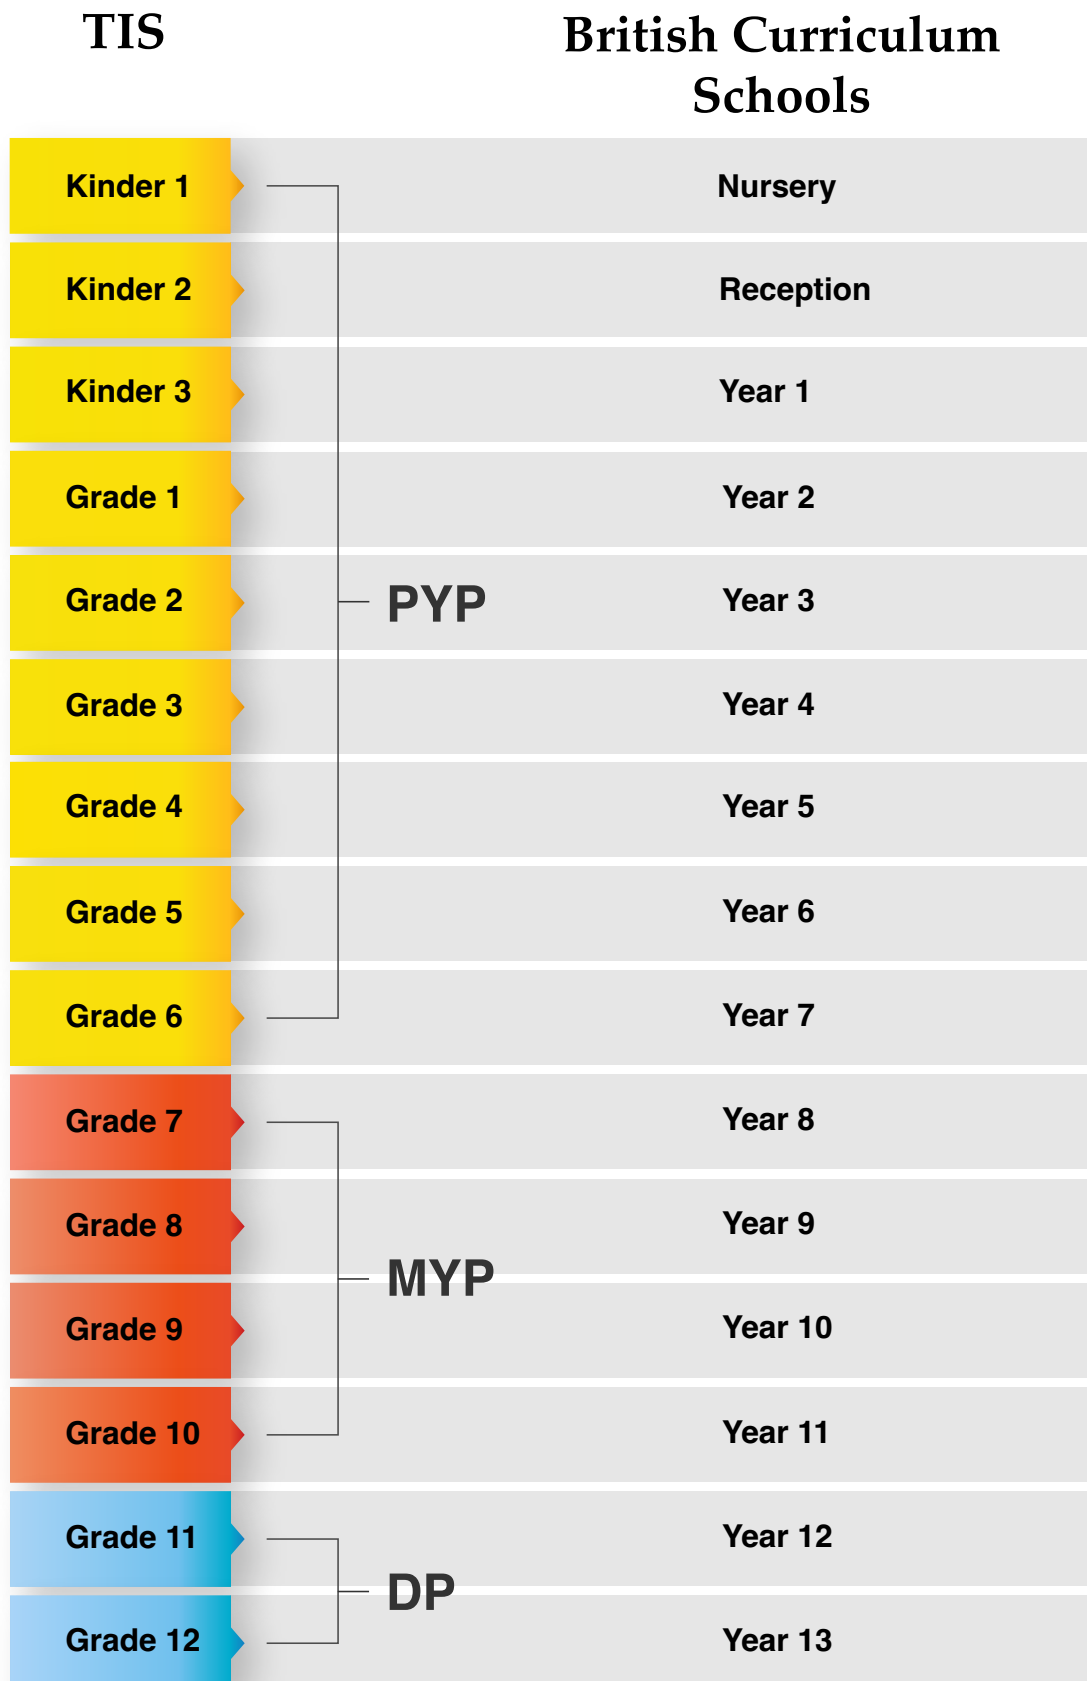 TIS
British Curriculum
Schools
Kinder 1
Nursery
Kinder 2
Reception
Kinder 3
Year 1
Grade 1
Year 2
Grade 2
PYP
Year 3
Grade 3
Year 4
Grade 4
Year 5
Grade 5
Year 6
Grade 6
Year 7
Grade 7
Year 8
Grade 8
Year 9
MYP
Grade 9
Year 10
Grade 10
Year 11
Grade 11
Year 12
DP
Grade 12
Year 13